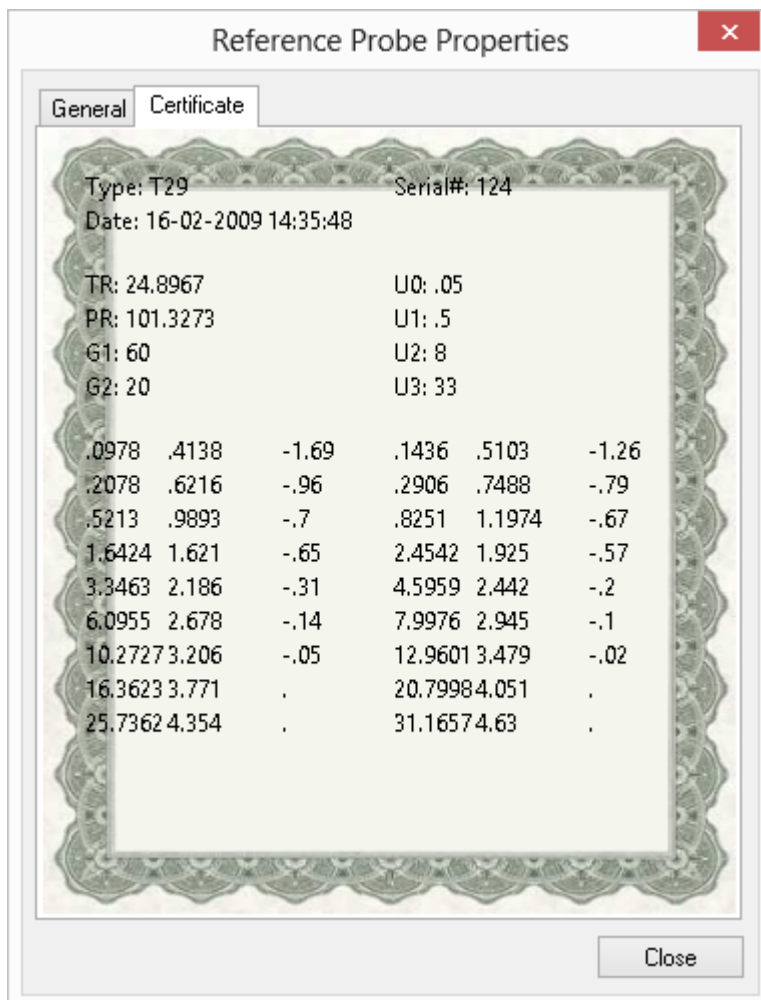 Reference Probe Properties
General Certificate
Type: T29 Serial#: 124
Date: 16-02-2009 14:35:48
TR: 24.8967 U0: .05
PR: 101.3273 U1: .5
G1: 60 U2: 8
G2: 20 U3: 33
.0978 .4138 -1.69 .1436 .5103 -1.26
.2078 .6216 -.96 .2906 .7488 -.79
.5213 .9893 -.7 .8251 1.1974 -.67
1.6424 1.621 -.65 2.4542 1.925 -.57
3.3463 2.186 -.31 4.5959 2.442 -.2
6.0955 2.678 -.14 7.9976 2.945 -.1
10.2727 3.206 -.05 12.9601 3.479 -.02
16.3623 3.771 . 20.7998 4.051 .
25.7362 4.354 . 31.1657 4.63 .
Close